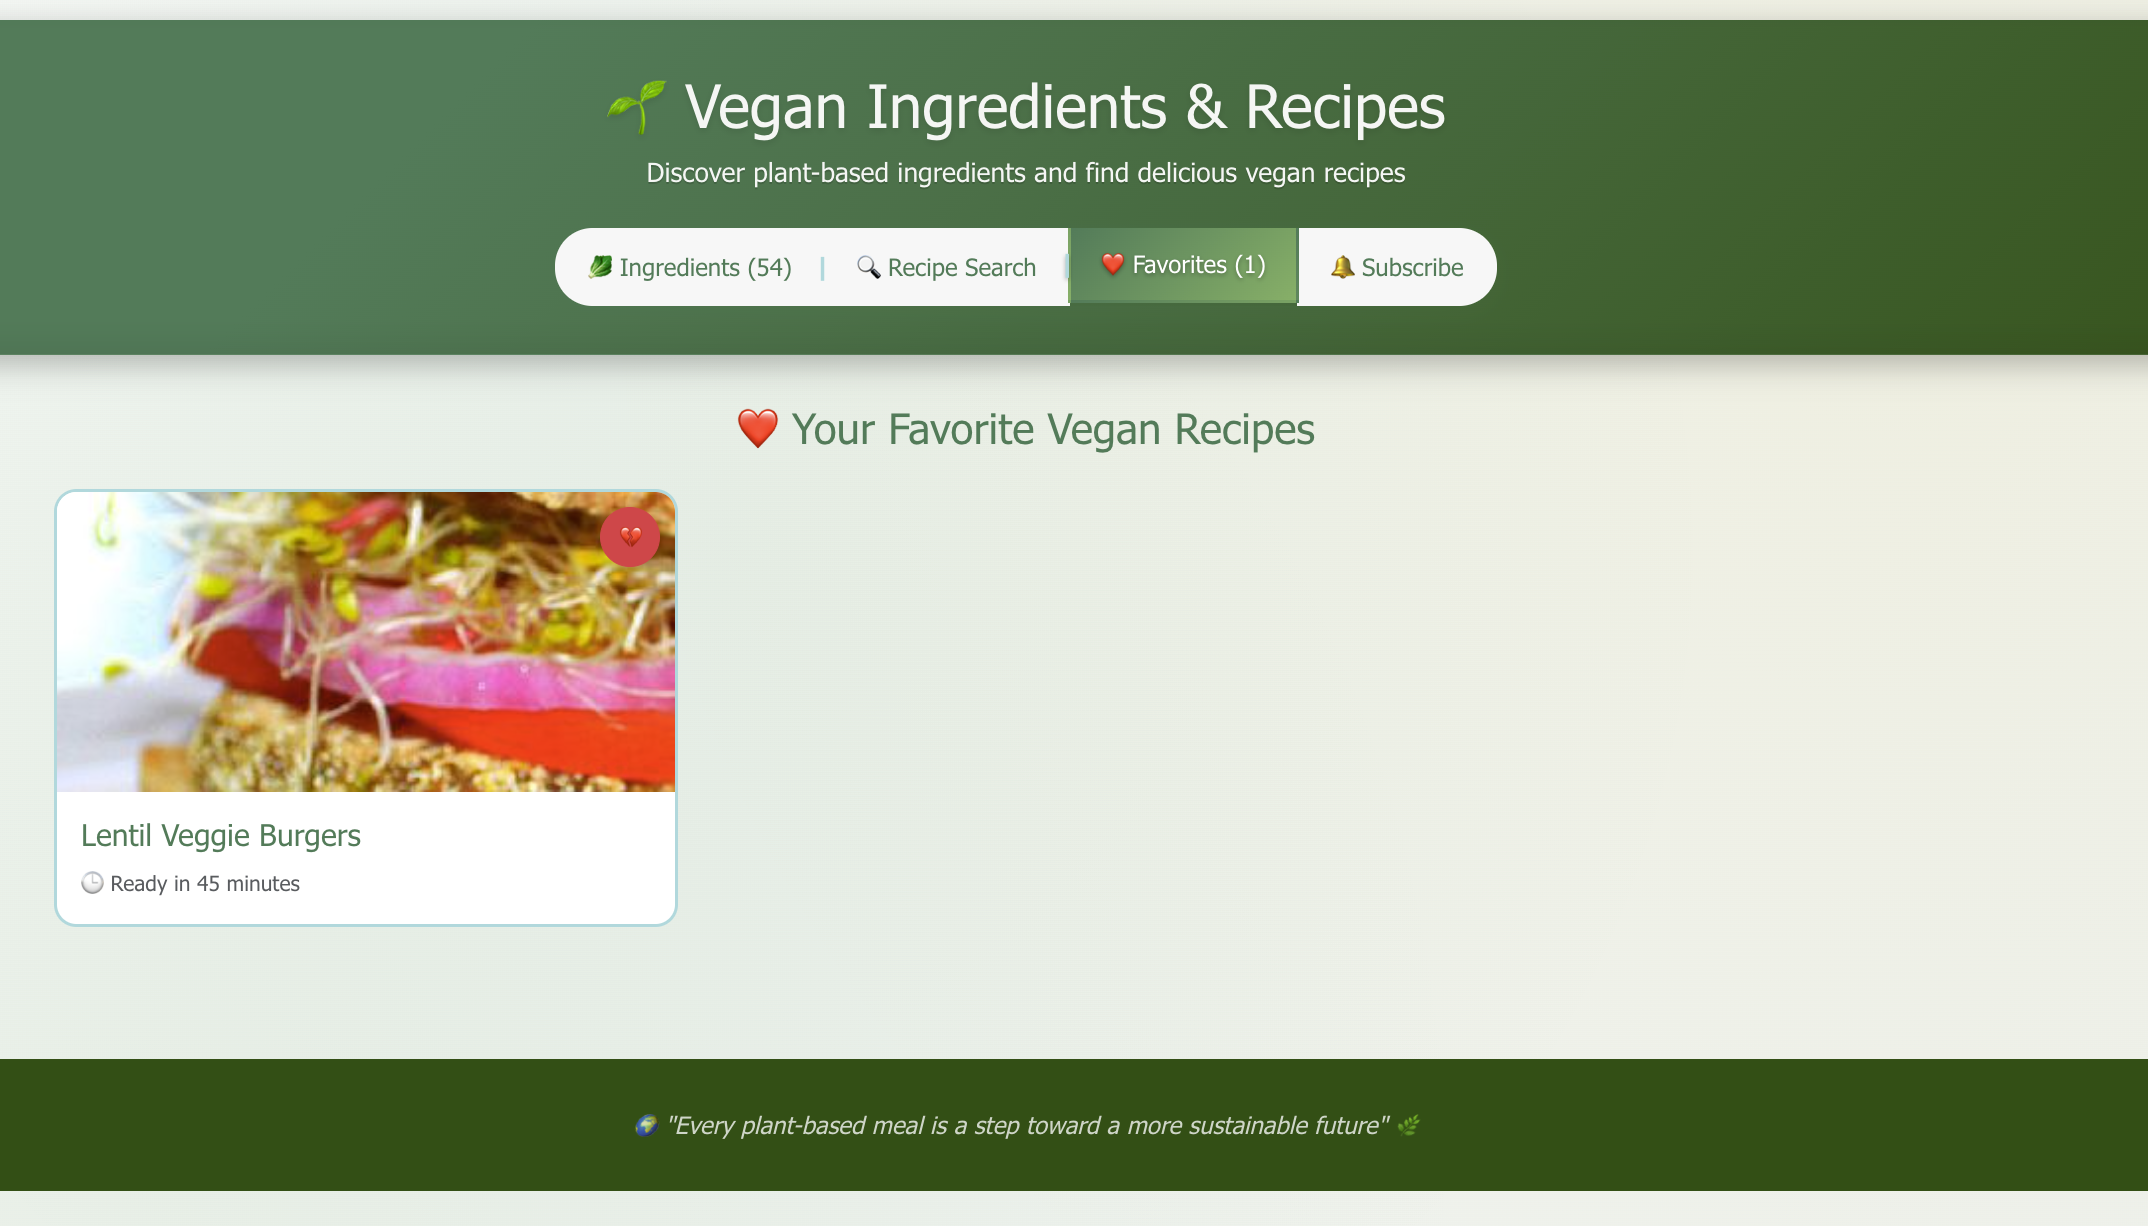 🌱 Vegan Ingredients & Recipes
Discover plant-based ingredients and find delicious vegan recipes
🥬 Ingredients (54) | 🔍 Recipe Search ❤️ Favorites (1) 🔔 Subscribe
❤️ Your Favorite Vegan Recipes
Lentil Veggie Burgers
🕒 Ready in 45 minutes
🌍 "Every plant-based meal is a step toward a more sustainable future" 🌿